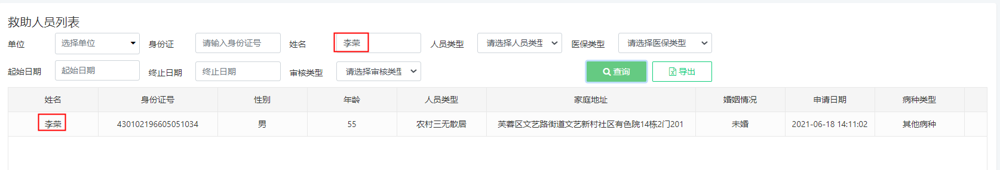 救助人员列表
单位 选择单位 身份证 请输入身份证号 姓名 李荣 人员类型 请选择人员类型 医保类型 请选择医保类型
起始日期 起始日期 终止日期 终止日期 审核类型 请选择审核类型 查询 导出
姓名 身份证号 性别 年龄 人员类型 家庭地址 婚姻情况 申请日期 病种类型
李荣 430102196605051034 男 55 农村三无散居 芙蓉区文艺路街道文艺新村社区有色院14栋2门201 未婚 2021-06-18 14:11:02 其他病种